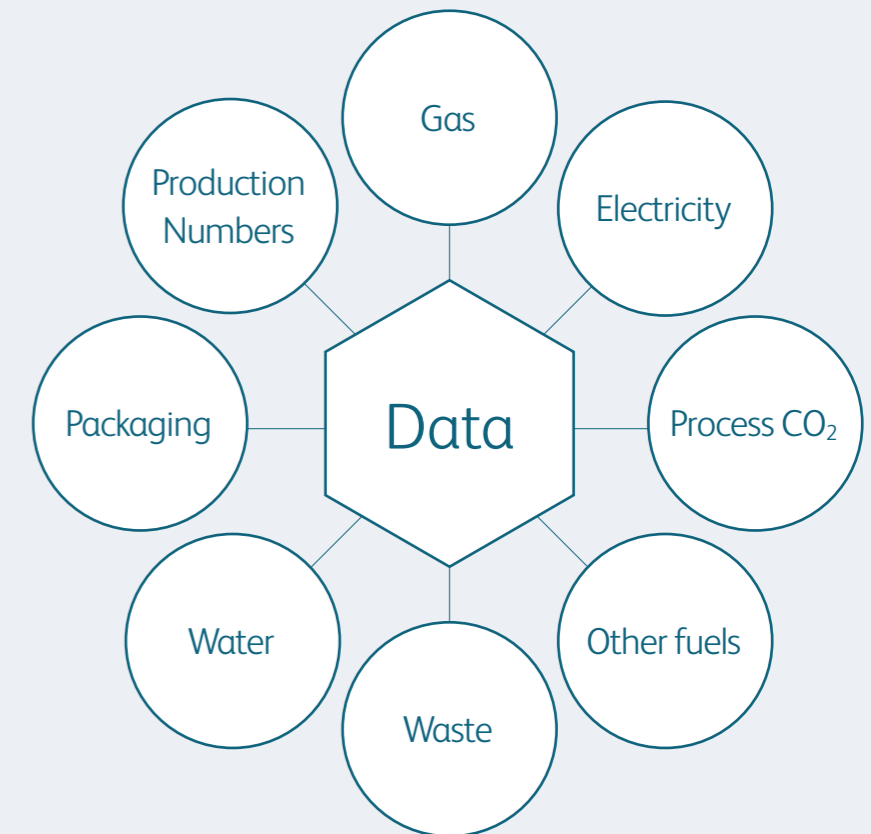 Gas
Electricity
Process CO₂
Other fuels
Waste
Water
Packaging
Production
Numbers
Data